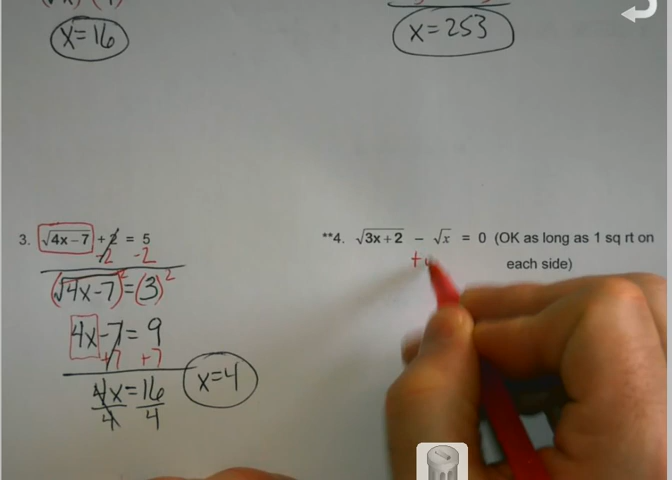 x=16
x=253
3. √4x-7 + 2 = 5
-2 -2
(√4x-7)² = (3)²
4x-7 = 9
+7 +7
4x = 16
4 4
x=4
**4. √3x+2 − √x = 0 (OK as long as 1 sq rt on
each side)
+